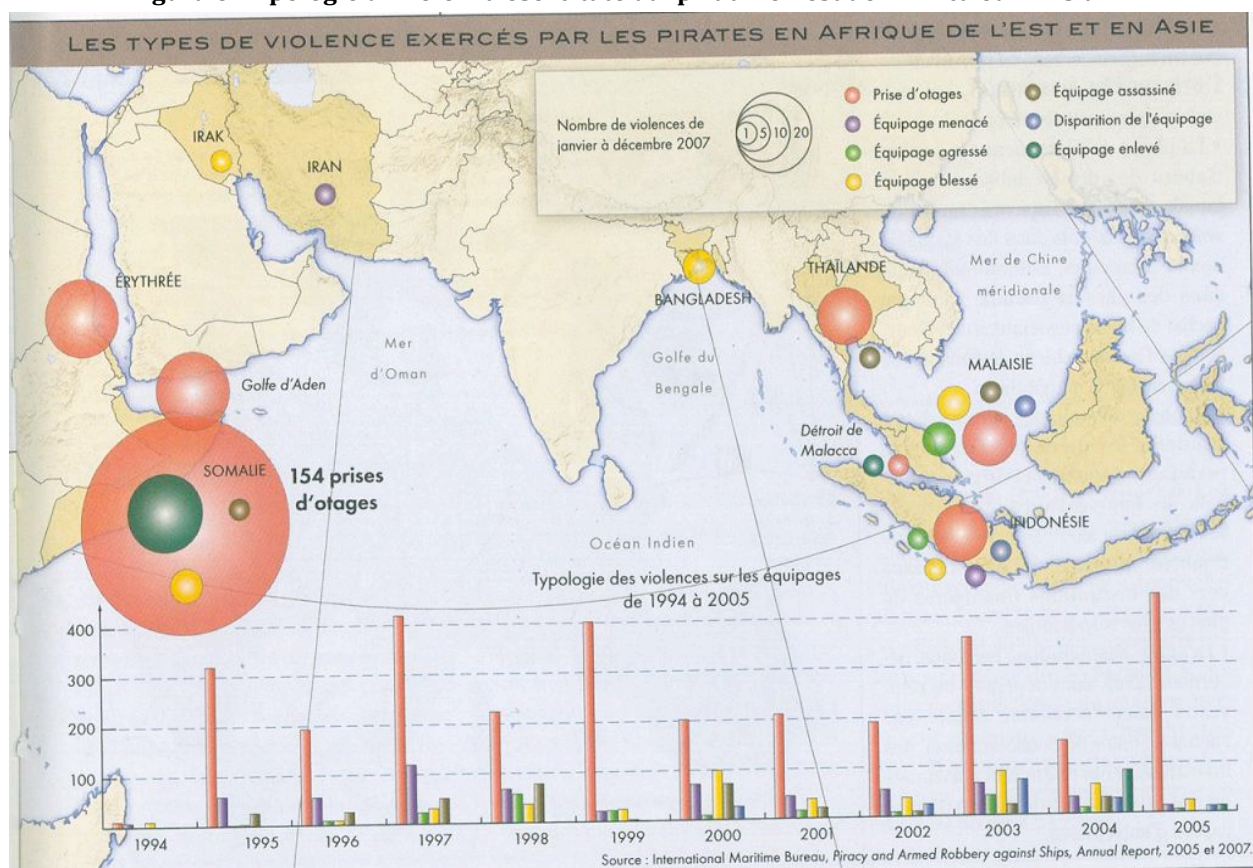 LES TYPES DE VIOLENCE EXERCÉS PAR LES PIRATES EN AFRIQUE DE L'EST ET EN ASIE
Nombre de violences de
janvier à décembre 2007
1 5 10 20
Prise d'otages
Équipage menacé
Équipage agressé
Équipage blessé
Équipage assassiné
Disparition de l'équipage
Équipage enlevé
IRAK
IRAN
ÉRYTHRÉE
Golfe d'Aden
SOMALIE
154 prises
d'otages
Mer
d'Oman
BANGLADESH
Golfe du
Bengale
THAÏLANDE
Mer de Chine
méridionale
MALAISIE
Détroit de
Malacca
INDONÉSIE
Océan Indien
Typologie des violences sur les équipages
de 1994 à 2005
400
300
200
100
1994 1995 1996 1997 1998 1999 2000 2001 2002 2003 2004 2005
Source : International Maritime Bureau, Piracy and Armed Robbery against Ships, Annual Report, 2005 et 2007.